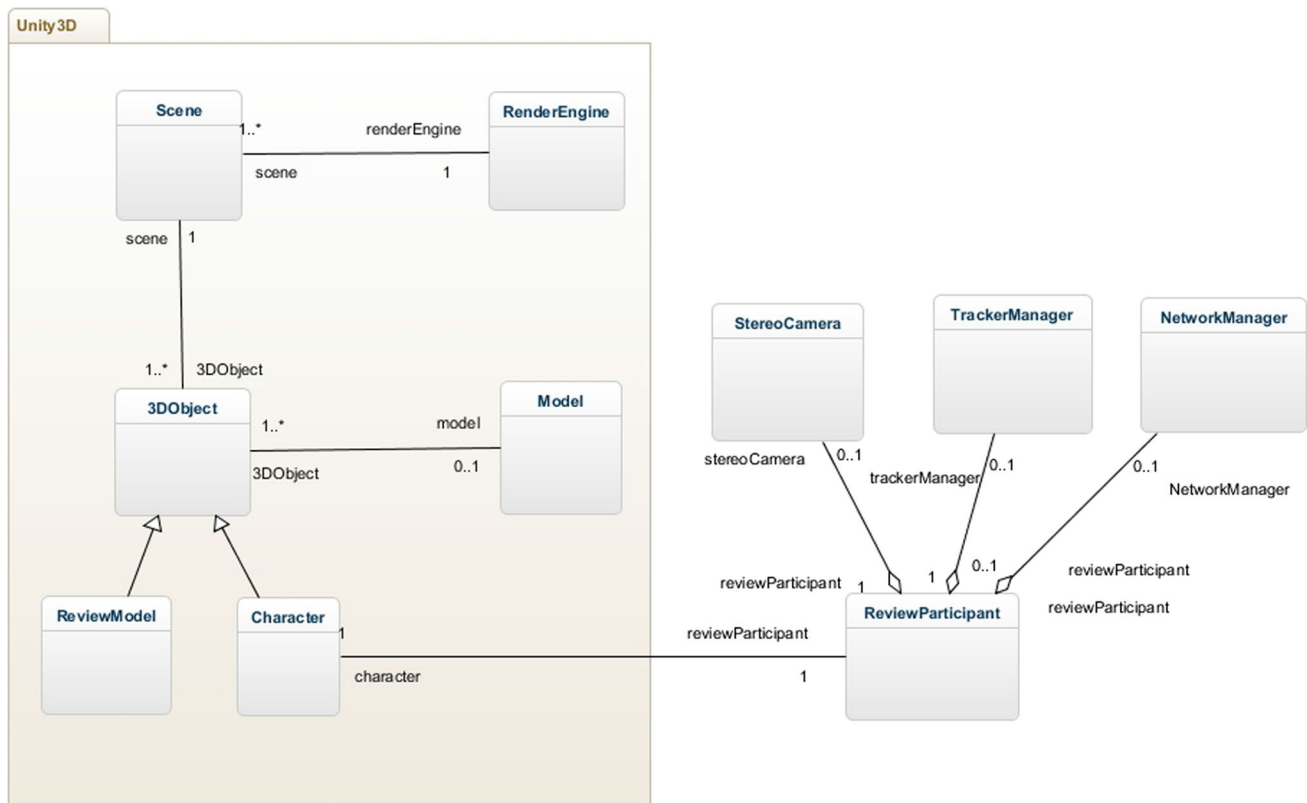 Unity3D
Scene
RenderEngine
1..*
renderEngine
scene
1
scene
1
1..*
3DObject
3DObject
Model
1..*
model
3DObject
0..1
ReviewModel
Character
1
reviewParticipant
character
1
StereoCamera
TrackerManager
NetworkManager
stereoCamera
0..1
trackerManager
0..1
0..1
NetworkManager
reviewParticipant
1
1
0..1
reviewParticipant
reviewParticipant
ReviewParticipant